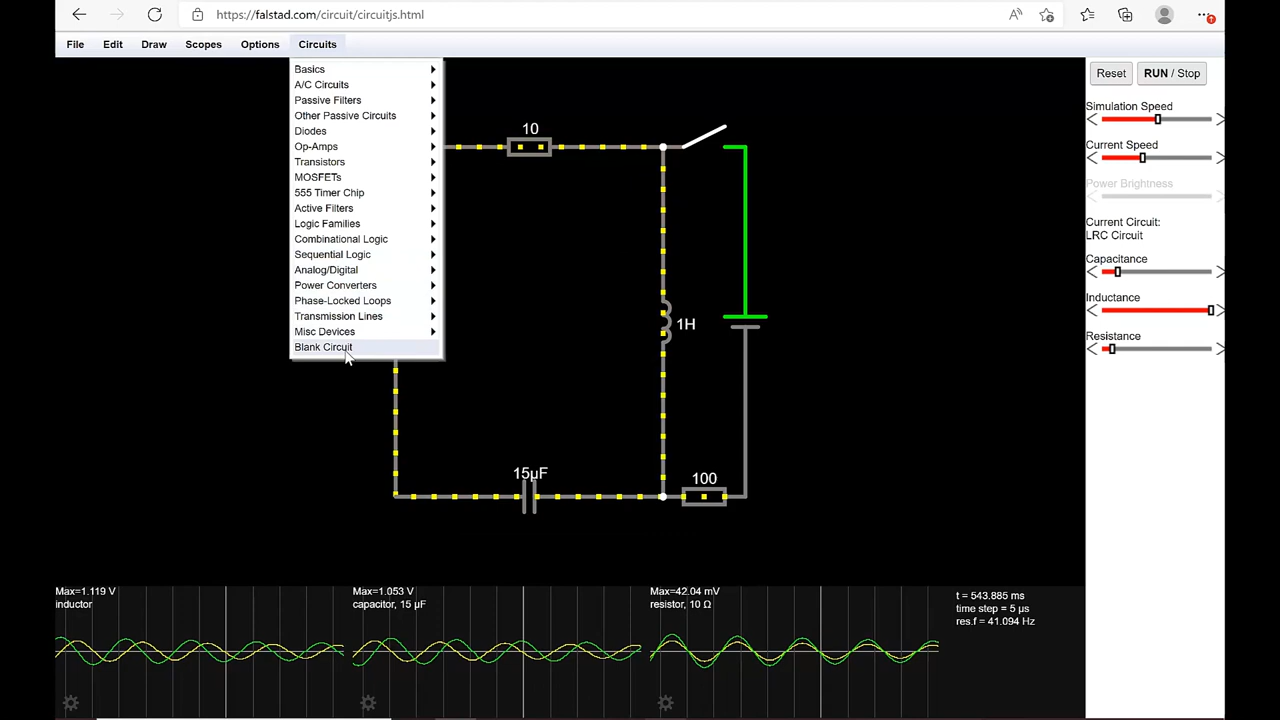 https://falstad.com/circuit/circuitjs.html
File Edit Draw Scopes Options Circuits
Basics
A/C Circuits
Passive Filters
Other Passive Circuits
Diodes
Op-Amps
Transistors
MOSFETs
555 Timer Chip
Active Filters
Logic Families
Combinational Logic
Sequential Logic
Analog/Digital
Power Converters
Phase-Locked Loops
Transmission Lines
Misc Devices
Blank Circuit
10
1H
15μF
100
Reset RUN / Stop
Simulation Speed
Current Speed
Power Brightness
Current Circuit:
LRC Circuit
Capacitance
Inductance
Resistance
Max=1.119 V
inductor
Max=1.053 V
capacitor, 15 μF
Max=42.04 mV
resistor, 10 Ω
t = 543.885 ms
time step = 5 μs
res.f = 41.094 Hz